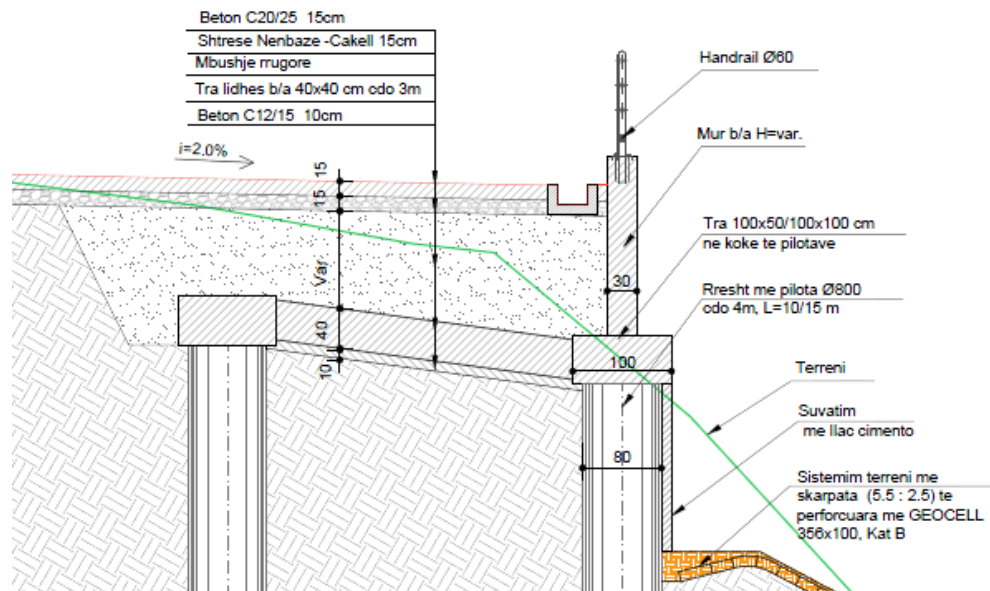 Beton C20/25 15cm
Shtrese Nenbaze -Cakell 15cm
Mbushje rrugore
Tra lidhes b/a 40x40 cm cdo 3m
Beton C12/15 10cm
i=2.0%
15
15
Var
40
10
30
100
80
Handrail Ø60
Mur b/a H=var.
Tra 100x50/100x100 cm
ne koke te pilotave
Rresht me pilota Ø800
cdo 4m, L=10/15 m
Terreni
Suvatim
me llac cimento
Sistemim terreni me
skarpata (5.5 : 2.5) te
perforcuara me GEOCELL
356x100, Kat B